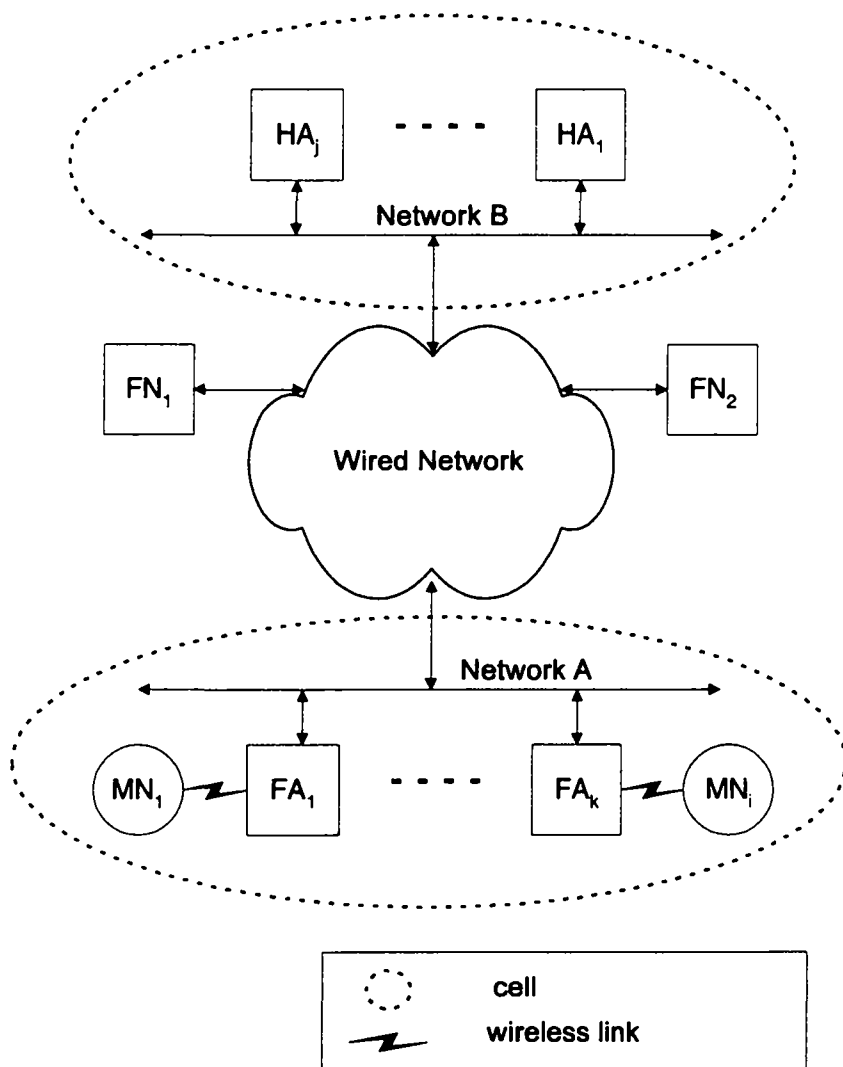 HAj
HA1
Network B
FN1
FN2
Wired Network
Network A
MN1
FA1
FAk
MNi
cell
wireless link